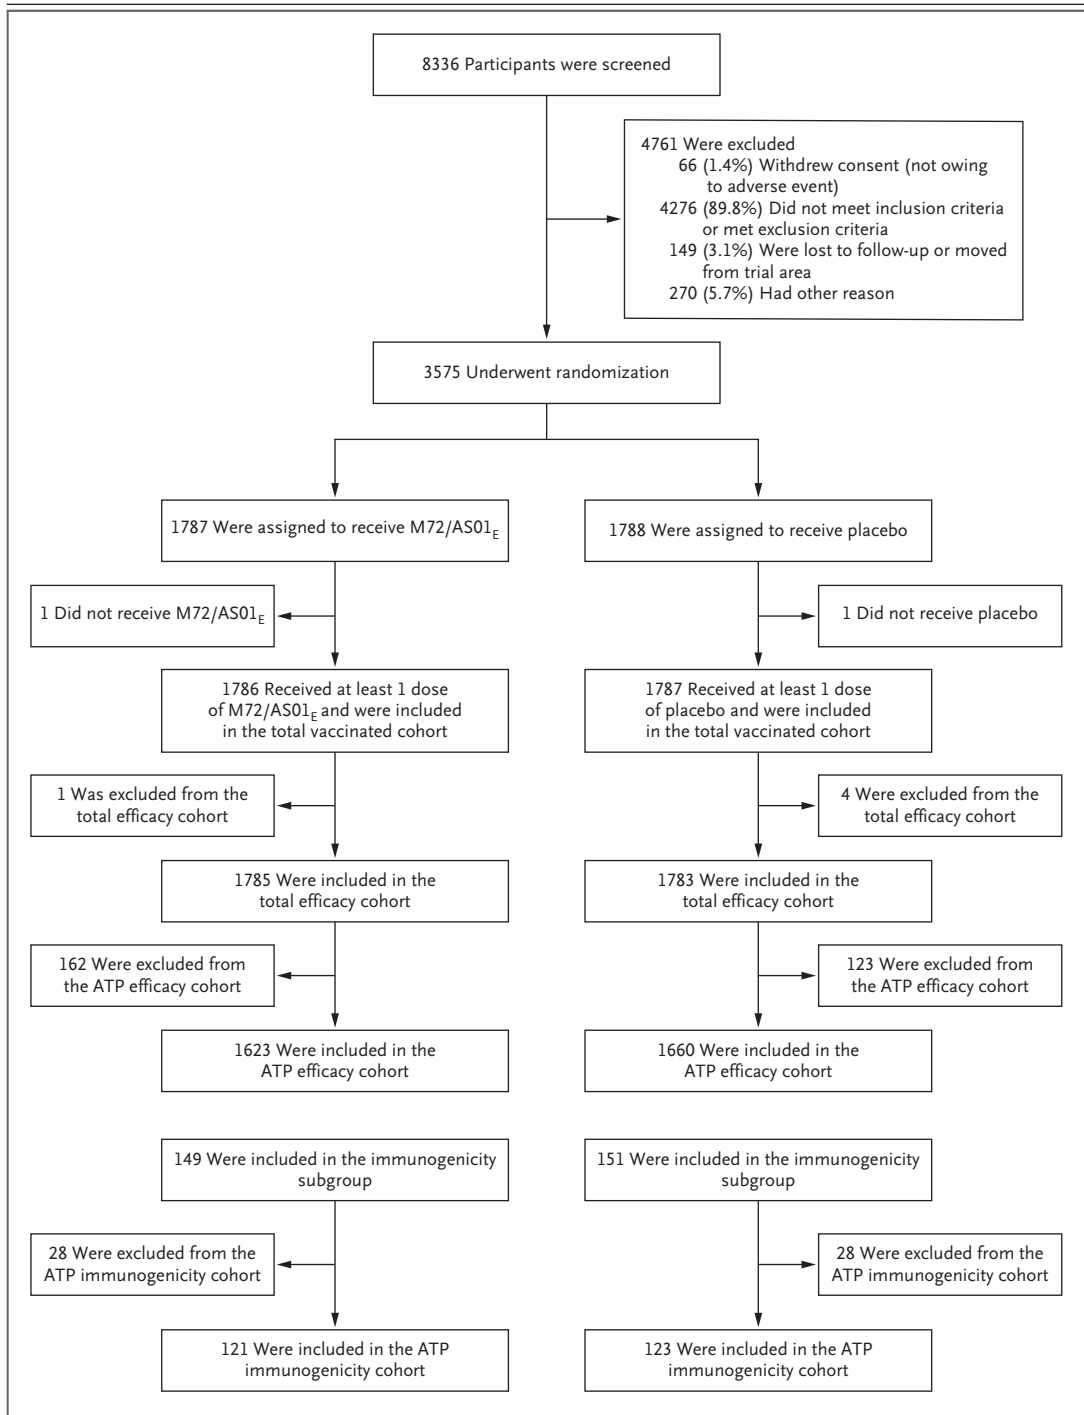 8336 Participants were screened
4761 Were excluded
66 (1.4%) Withdrew consent (not owing
to adverse event)
4276 (89.8%) Did not meet inclusion criteria
or met exclusion criteria
149 (3.1%) Were lost to follow-up or moved
from trial area
270 (5.7%) Had other reason
3575 Underwent randomization
1787 Were assigned to receive M72/AS01E
1788 Were assigned to receive placebo
1 Did not receive M72/AS01E
1 Did not receive placebo
1786 Received at least 1 dose
of M72/AS01E and were included
in the total vaccinated cohort
1787 Received at least 1 dose
of placebo and were included
in the total vaccinated cohort
1 Was excluded from the
total efficacy cohort
4 Were excluded from the
total efficacy cohort
1785 Were included in the
total efficacy cohort
1783 Were included in the
total efficacy cohort
162 Were excluded from
the ATP efficacy cohort
123 Were excluded from
the ATP efficacy cohort
1623 Were included in the
ATP efficacy cohort
1660 Were included in the
ATP efficacy cohort
149 Were included in the immunogenicity
subgroup
151 Were included in the immunogenicity
subgroup
28 Were excluded from the
ATP immunogenicity cohort
28 Were excluded from the
ATP immunogenicity cohort
121 Were included in the ATP
immunogenicity cohort
123 Were included in the ATP
immunogenicity cohort